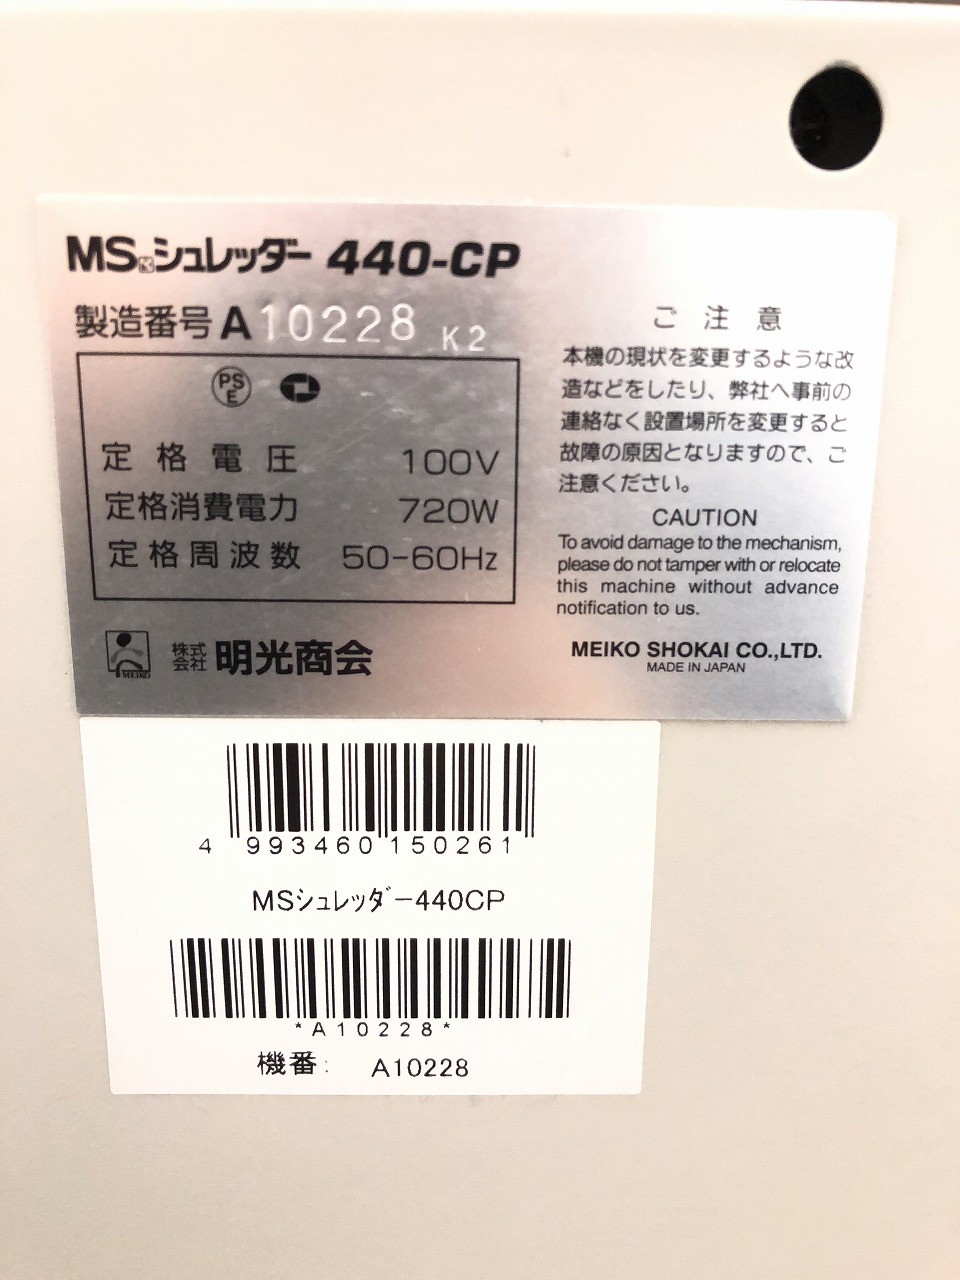 MSシュレッダー 440-CP
製造番号 A10228 K2
PS
E
定格電圧 100V
定格消費電力 720W
定格周波数 50-60Hz
MEIKO
株式会社 明光商会
ご注意
本機の現状を変更するような改
造などをしたり、弊社へ事前の
連絡なく設置場所を変更すると
故障の原因となりますので、ご
注意ください。
CAUTION
To avoid damage to the mechanism,
please do not tamper with or relocate
this machine without advance
notification to us.
MEIKO SHOKAI CO.,LTD.
MADE IN JAPAN
4 993460 150261
MSシュレッダー440CP
*A10228*
機番: A10228